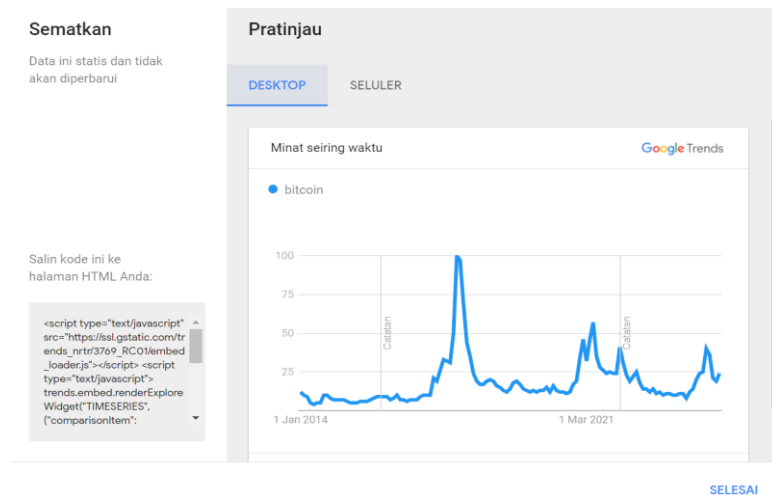 Sematkan
Data ini statis dan tidak
akan diperbarui
Salin kode ini ke
halaman HTML Anda:
<script type="text/javascript"
src="https://ssl.gstatic.com/tr
ends_nrtr/3769_RC01/embed
_loader.js"></script> <script
type="text/javascript">
trends.embed.renderExplore
Widget("TIMESERIES",
{"comparisonItem":
Pratinjau
DESKTOP
SELULER
Minat seiring waktu
Google Trends
bitcoin
100
75
50
25
Catatan
Catatan
1 Jan 2014
1 Mar 2021
SELESAI